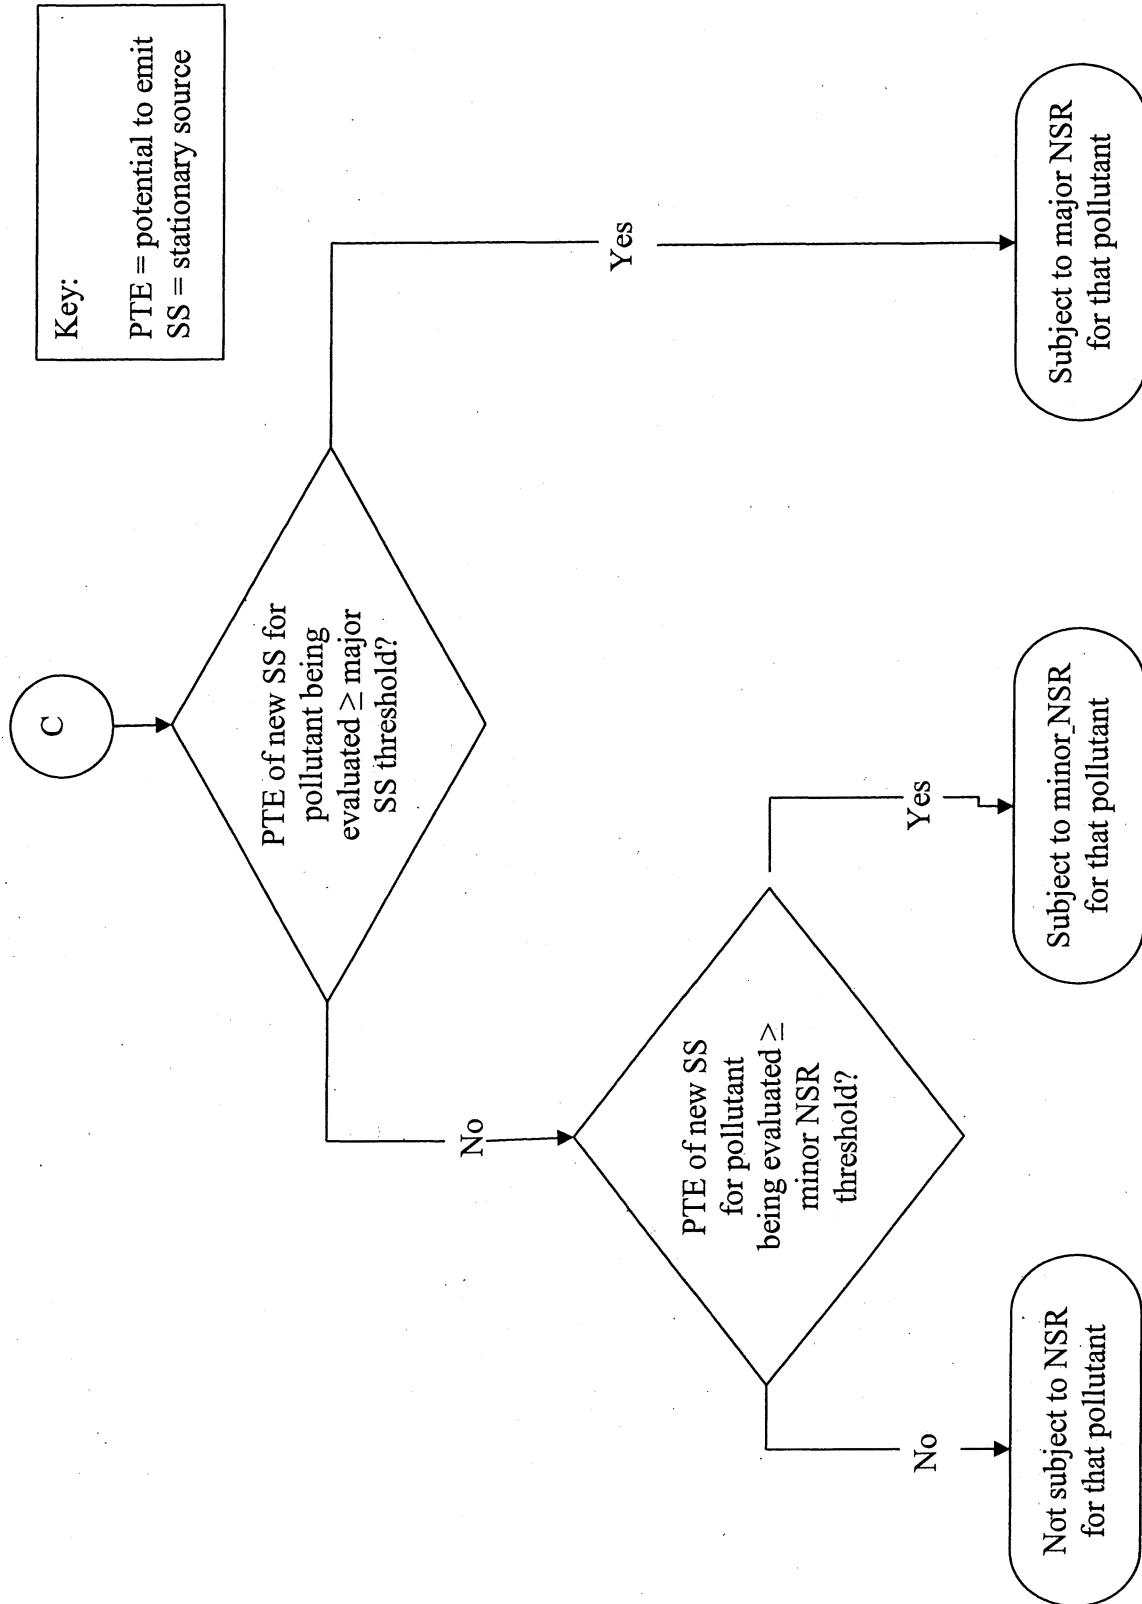 C
Key:
PTE = potential to emit
SS = stationary source
PTE of new SS for
pollutant being
evaluated ≥ major
SS threshold?
No
Yes
PTE of new SS
for pollutant
being evaluated ≥
minor NSR
threshold?
No
Yes
Not subject to NSR
for that pollutant
Subject to minor NSR
for that pollutant
Subject to major NSR
for that pollutant